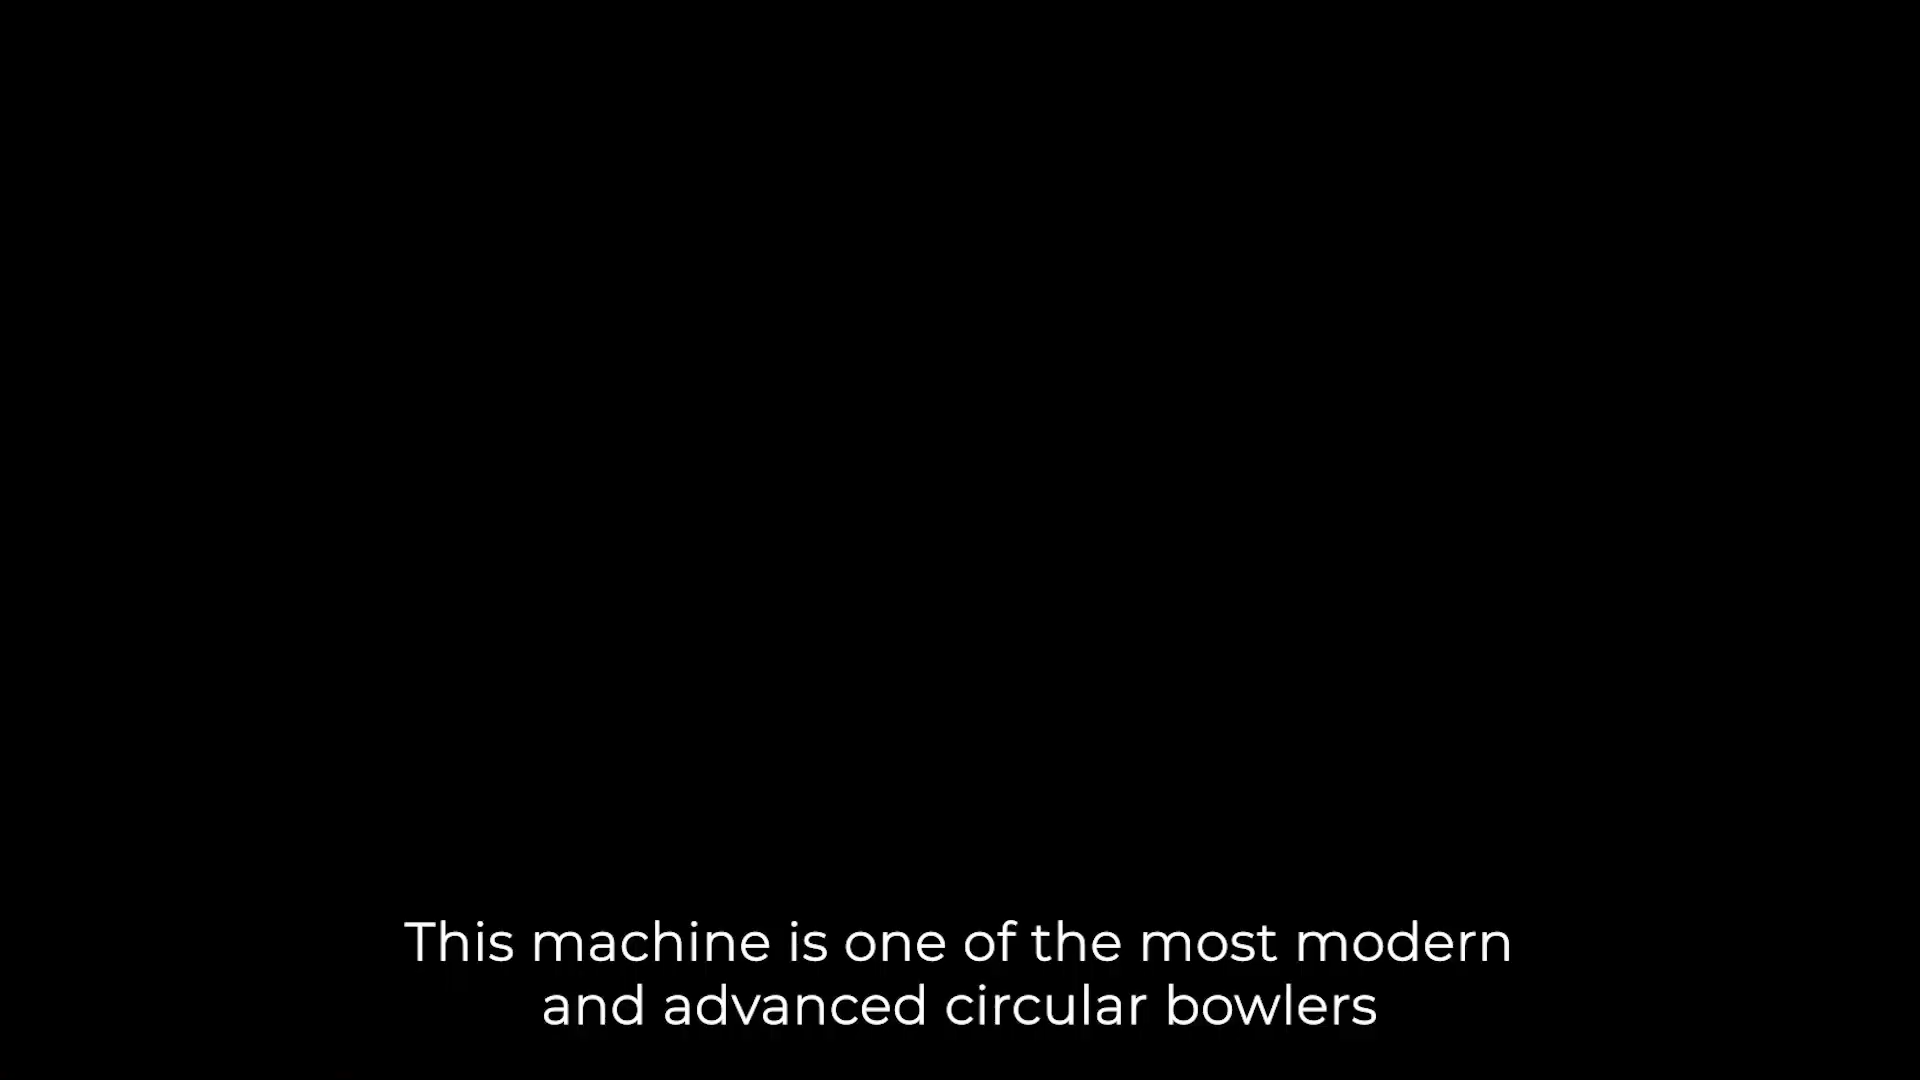 This machine is one of the most modern
and advanced circular bowlers